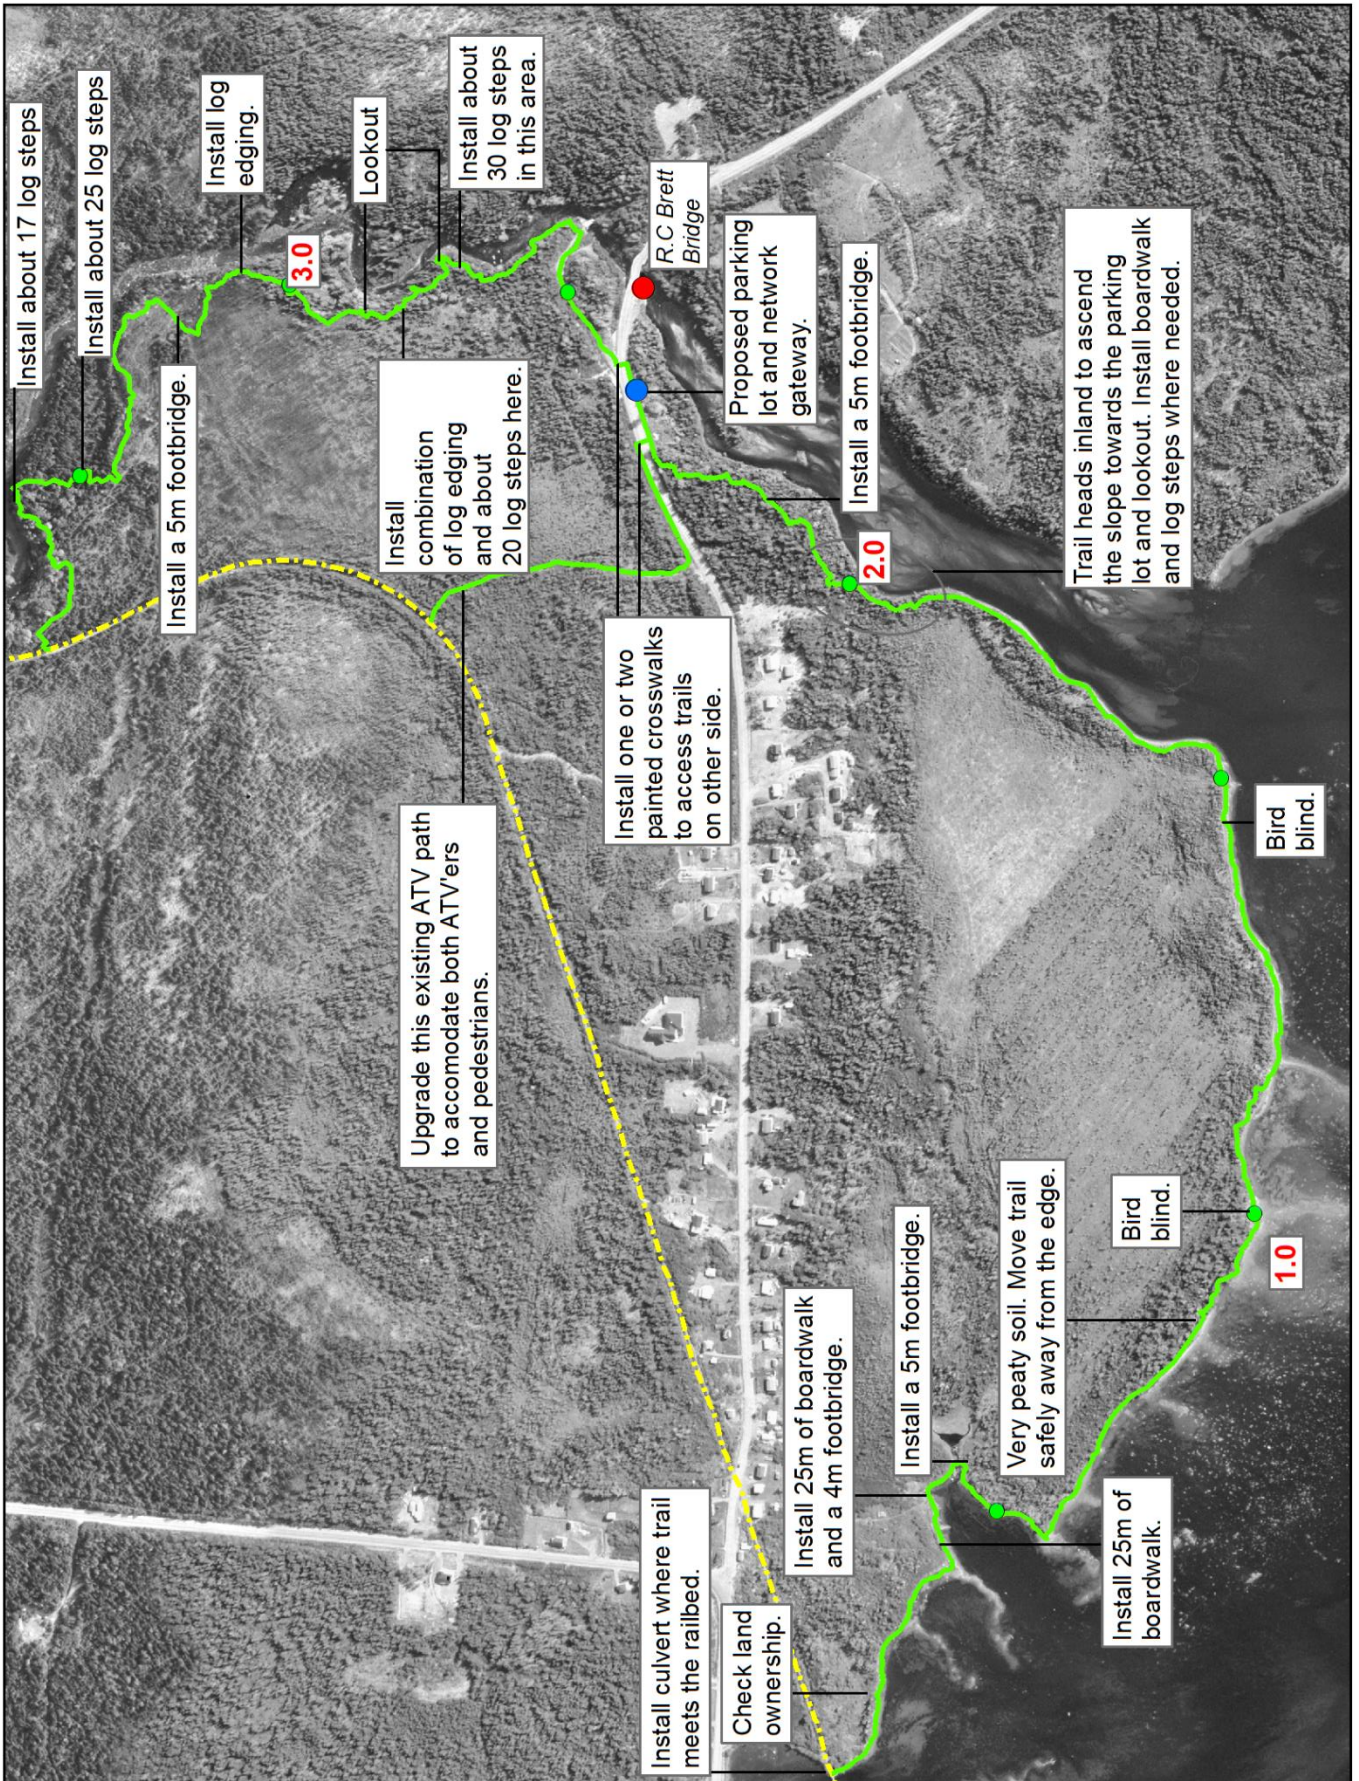 Install about 17 log steps
Install about 25 log steps
Install a 5m footbridge.
Install log
edging.
Lookout
Install
combination
of log edging
and about
20 log steps here.
Install about
30 log steps
in this area.
3.0
Upgrade this existing ATV path
to accomodate both ATV'ers
and pedestrians.
Install one or two
painted crosswalks
to access trails
on other side.
R.C Brett
Bridge
Proposed parking
lot and network
gateway.
Install culvert where trail
meets the railbed.
Check land
ownership.
Install 25m of boardwalk
and a 4m footbridge.
Install a 5m footbridge.
Install a 5m footbridge.
2.0
Very peaty soil. Move trail
safely away from the edge.
Trail heads inland to ascend
the slope towards the parking
lot and lookout. Install boardwalk
and log steps where needed.
Install 25m of
boardwalk.
Bird
blind.
1.0
Bird
blind.